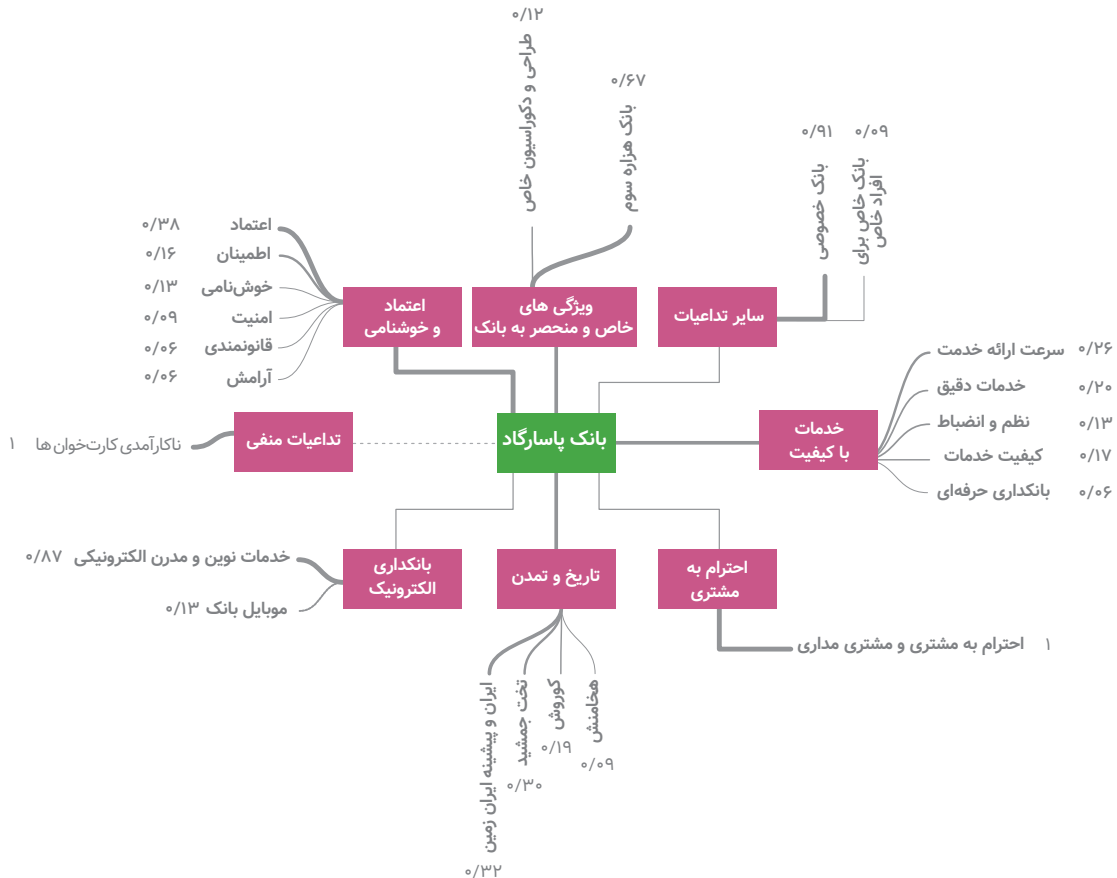 ۰/۱۲
طراحی و دکوراسیون خاص
۰/۶۷
بانک هزاره سوم
۰/۰۹
بانک خاص برای
افراد خاص
۰/۹۱
بانک خصوصی
سایر تداعیات
ویژگی های
خاص و منحصر به بانک
اعتماد
و خوشنامی
اعتماد ۰/۳۸
اطمینان ۰/۱۶
خوش‌نامی ۰/۱۳
امنیت ۰/۰۹
قانونمندی ۰/۰۶
آرامش ۰/۰۶
۰/۲۶ سرعت ارائه خدمت
۰/۲۰ خدمات دقیق
۰/۱۳ نظم و انضباط
۰/۱۷ کیفیت خدمات
۰/۰۶ بانکداری حرفه‌ای
خدمات
با کیفیت
بانک پاسارگاد
تداعیات منفی
ناکارآمدی کارت‌خوان ها ۱
احترام به
مشتری
تاریخ و تمدن
بانکداری
الکترونیک
خدمات نوین و مدرن الکترونیکی ۰/۸۷
موبایل بانک ۰/۱۳
۱ احترام به مشتری و مشتری مداری
هخامنش
۰/۰۹
کوروش
۰/۱۹
تخت جمشید
۰/۳۰
ایران و پیشینه ایران زمین
۰/۳۲